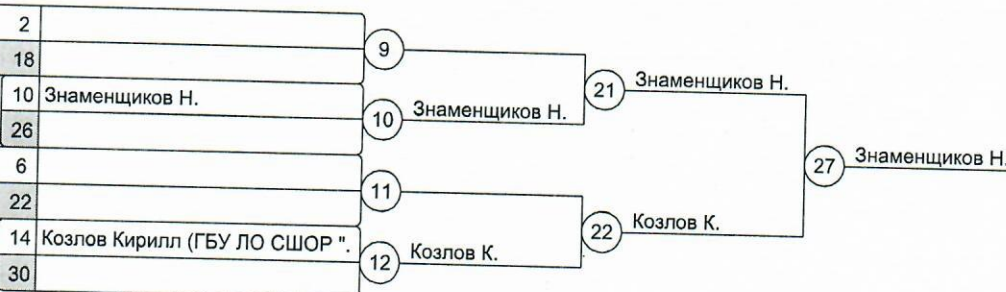 2
18
9
10 Знаменщиков Н.
26
10 Знаменщиков Н.
21 Знаменщиков Н.
6
22
11
14 Козлов Кирилл (ГБУ ЛО СШОР ".
30
12 Козлов К.
22 Козлов К.
27 Знаменщиков Н.